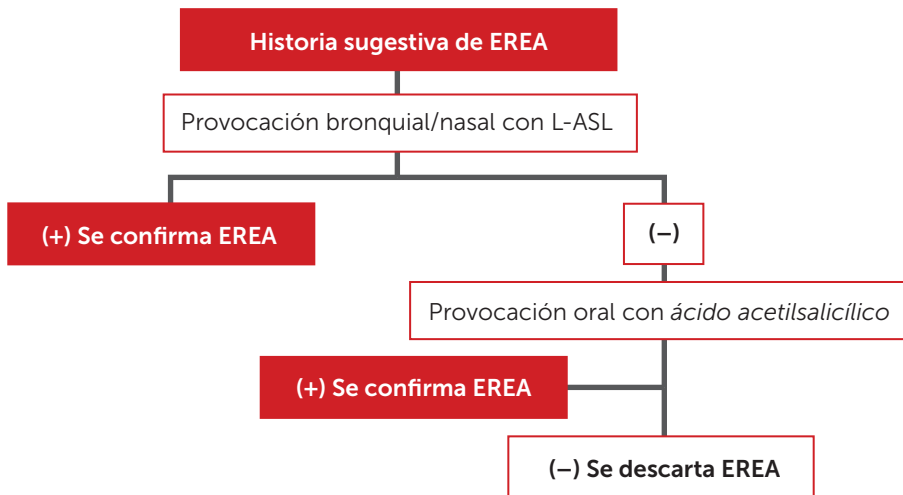 Historia sugestiva de EREA
Provocación bronquial/nasal con L-ASL
(+) Se confirma EREA
(−)
Provocación oral con ácido acetilsalicílico
(+) Se confirma EREA
(−) Se descarta EREA